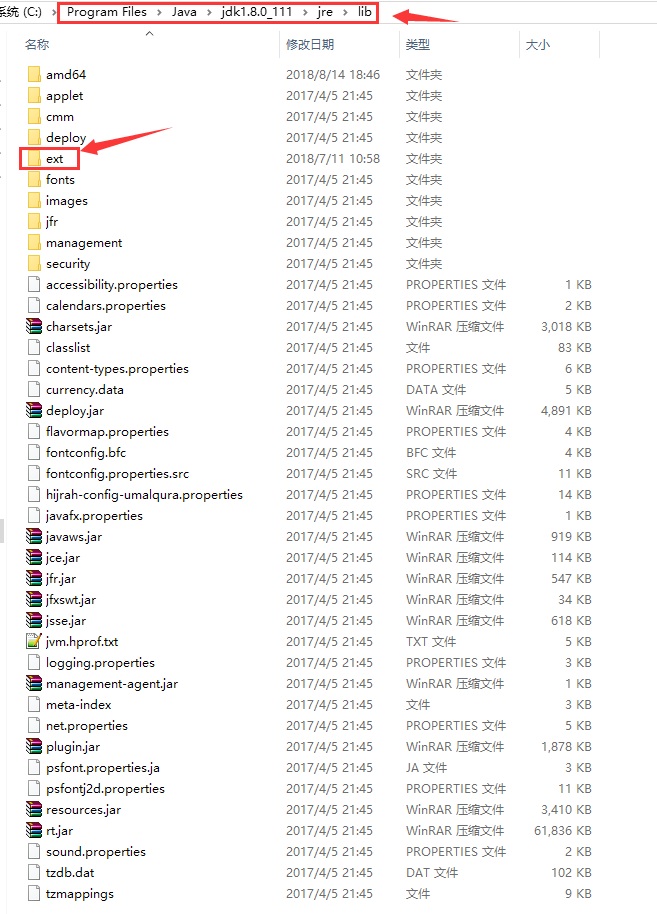 系统 (C:) › Program Files › Java › jdk1.8.0_111 › jre › lib
名称 修改日期 类型 大小
amd64 2018/8/14 18:46 文件夹
applet 2017/4/5 21:45 文件夹
cmm 2017/4/5 21:45 文件夹
deploy 2017/4/5 21:45 文件夹
ext 2018/7/11 10:58 文件夹
fonts 2017/4/5 21:45 文件夹
images 2017/4/5 21:45 文件夹
jfr 2017/4/5 21:45 文件夹
management 2017/4/5 21:45 文件夹
security 2017/4/5 21:45 文件夹
accessibility.properties 2017/4/5 21:45 PROPERTIES 文件 1 KB
calendars.properties 2017/4/5 21:45 PROPERTIES 文件 2 KB
charsets.jar 2017/4/5 21:45 WinRAR 压缩文件 3,018 KB
classlist 2017/4/5 21:45 文件 83 KB
content-types.properties 2017/4/5 21:45 PROPERTIES 文件 6 KB
currency.data 2017/4/5 21:45 DATA 文件 5 KB
deploy.jar 2017/4/5 21:45 WinRAR 压缩文件 4,891 KB
flavormap.properties 2017/4/5 21:45 PROPERTIES 文件 4 KB
fontconfig.bfc 2017/4/5 21:45 BFC 文件 4 KB
fontconfig.properties.src 2017/4/5 21:45 SRC 文件 11 KB
hijrah-config-umalqura.properties 2017/4/5 21:45 PROPERTIES 文件 14 KB
javafx.properties 2017/4/5 21:45 PROPERTIES 文件 1 KB
javaws.jar 2017/4/5 21:45 WinRAR 压缩文件 919 KB
jce.jar 2017/4/5 21:45 WinRAR 压缩文件 114 KB
jfr.jar 2017/4/5 21:45 WinRAR 压缩文件 547 KB
jfxswt.jar 2017/4/5 21:45 WinRAR 压缩文件 34 KB
jsse.jar 2017/4/5 21:45 WinRAR 压缩文件 618 KB
jvm.hprof.txt 2017/4/5 21:45 TXT 文件 5 KB
logging.properties 2017/4/5 21:45 PROPERTIES 文件 3 KB
management-agent.jar 2017/4/5 21:45 WinRAR 压缩文件 1 KB
meta-index 2017/4/5 21:45 文件 3 KB
net.properties 2017/4/5 21:45 PROPERTIES 文件 5 KB
plugin.jar 2017/4/5 21:45 WinRAR 压缩文件 1,878 KB
psfont.properties.ja 2017/4/5 21:45 JA 文件 3 KB
psfontj2d.properties 2017/4/5 21:45 PROPERTIES 文件 11 KB
resources.jar 2017/4/5 21:45 WinRAR 压缩文件 3,410 KB
rt.jar 2017/4/5 21:45 WinRAR 压缩文件 61,836 KB
sound.properties 2017/4/5 21:45 PROPERTIES 文件 2 KB
tzdb.dat 2017/4/5 21:45 DAT 文件 102 KB
tzmappings 2017/4/5 21:45 文件 9 KB